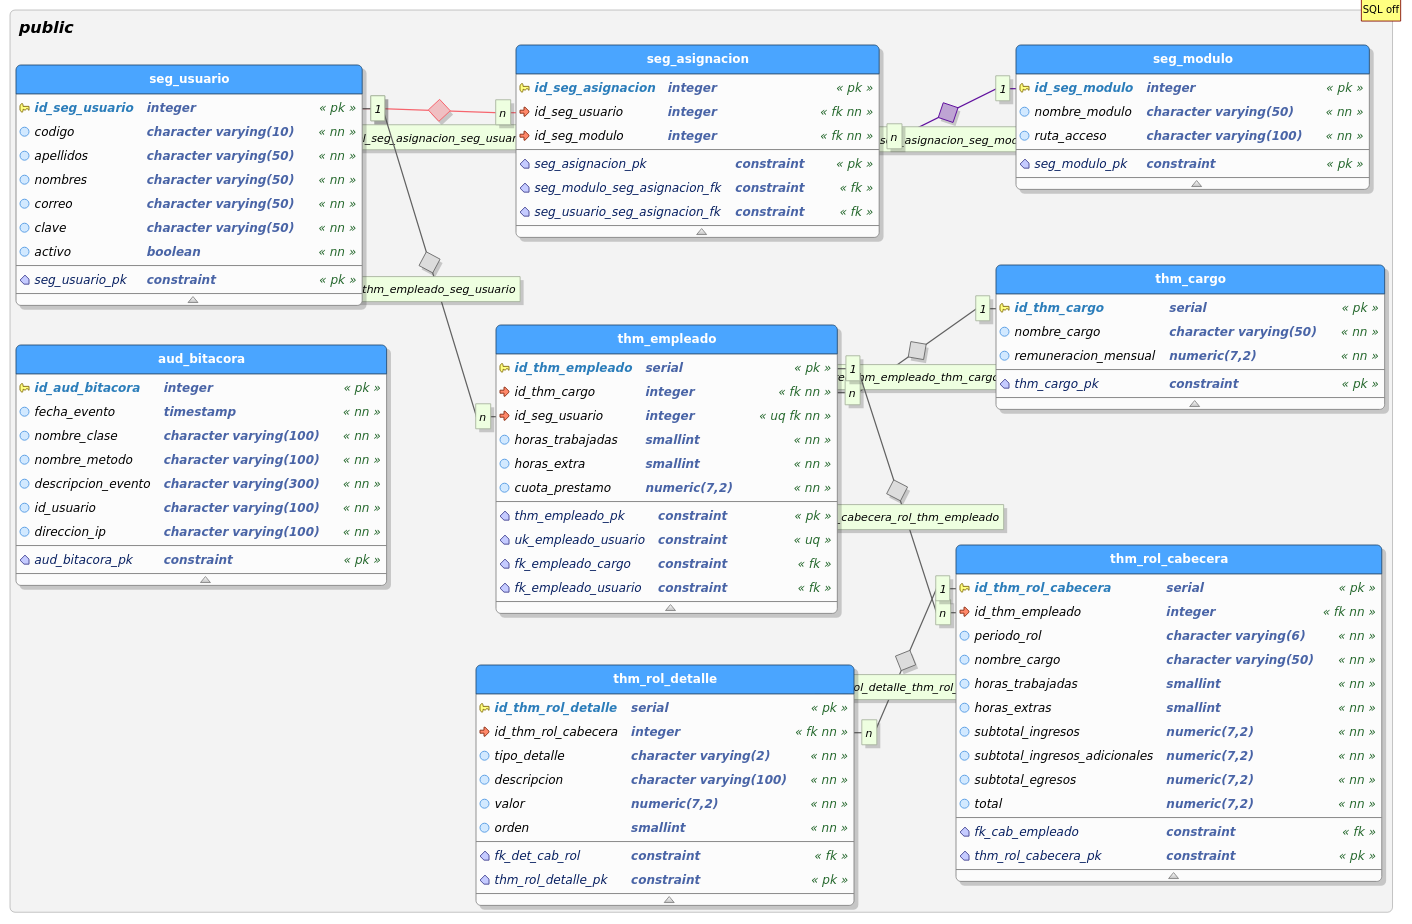 SQL off
public
seg_usuario
id_seg_usuario integer « pk »
codigo character varying(10) « nn »
apellidos character varying(50) « nn »
nombres character varying(50) « nn »
correo character varying(50) « nn »
clave character varying(50) « nn »
activo boolean « nn »
seg_usuario_pk constraint « pk »
1
n
_seg_asignacion_seg_usuar
seg_asignacion
id_seg_asignacion integer « pk »
id_seg_usuario integer « fk nn »
id_seg_modulo integer « fk nn »
seg_asignacion_pk constraint « pk »
seg_modulo_seg_asignacion_fk constraint « fk »
seg_usuario_seg_asignacion_fk constraint « fk »
1
n
asignacion_seg_mod
seg_modulo
id_seg_modulo integer « pk »
nombre_modulo character varying(50) « nn »
ruta_acceso character varying(100) « nn »
seg_modulo_pk constraint « pk »
thm_empleado_seg_usuario
n
aud_bitacora
id_aud_bitacora integer « pk »
fecha_evento timestamp « nn »
nombre_clase character varying(100) « nn »
nombre_metodo character varying(100) « nn »
descripcion_evento character varying(300) « nn »
id_usuario character varying(100) « nn »
direccion_ip character varying(100) « nn »
aud_bitacora_pk constraint « pk »
thm_empleado
id_thm_empleado serial « pk »
id_thm_cargo integer « fk nn »
id_seg_usuario integer « uq fk nn »
horas_trabajadas smallint « nn »
horas_extra smallint « nn »
cuota_prestamo numeric(7,2) « nn »
thm_empleado_pk constraint « pk »
uk_empleado_usuario constraint « uq »
fk_empleado_cargo constraint « fk »
fk_empleado_usuario constraint « fk »
1
1
n
m_empleado_thm_cargo
thm_cargo
id_thm_cargo serial « pk »
nombre_cargo character varying(50) « nn »
remuneracion_mensual numeric(7,2) « nn »
thm_cargo_pk constraint « pk »
_cabecera_rol_thm_empleado
1
n
thm_rol_cabecera
id_thm_rol_cabecera serial « pk »
id_thm_empleado integer « fk nn »
periodo_rol character varying(6) « nn »
nombre_cargo character varying(50) « nn »
horas_trabajadas smallint « nn »
horas_extras smallint « nn »
subtotal_ingresos numeric(7,2) « nn »
subtotal_ingresos_adicionales numeric(7,2) « nn »
subtotal_egresos numeric(7,2) « nn »
total numeric(7,2) « nn »
fk_cab_empleado constraint « fk »
thm_rol_cabecera_pk constraint « pk »
ol_detalle_thm_rol_
n
thm_rol_detalle
id_thm_rol_detalle serial « pk »
id_thm_rol_cabecera integer « fk nn »
tipo_detalle character varying(2) « nn »
descripcion character varying(100) « nn »
valor numeric(7,2) « nn »
orden smallint « nn »
fk_det_cab_rol constraint « fk »
thm_rol_detalle_pk constraint « pk »